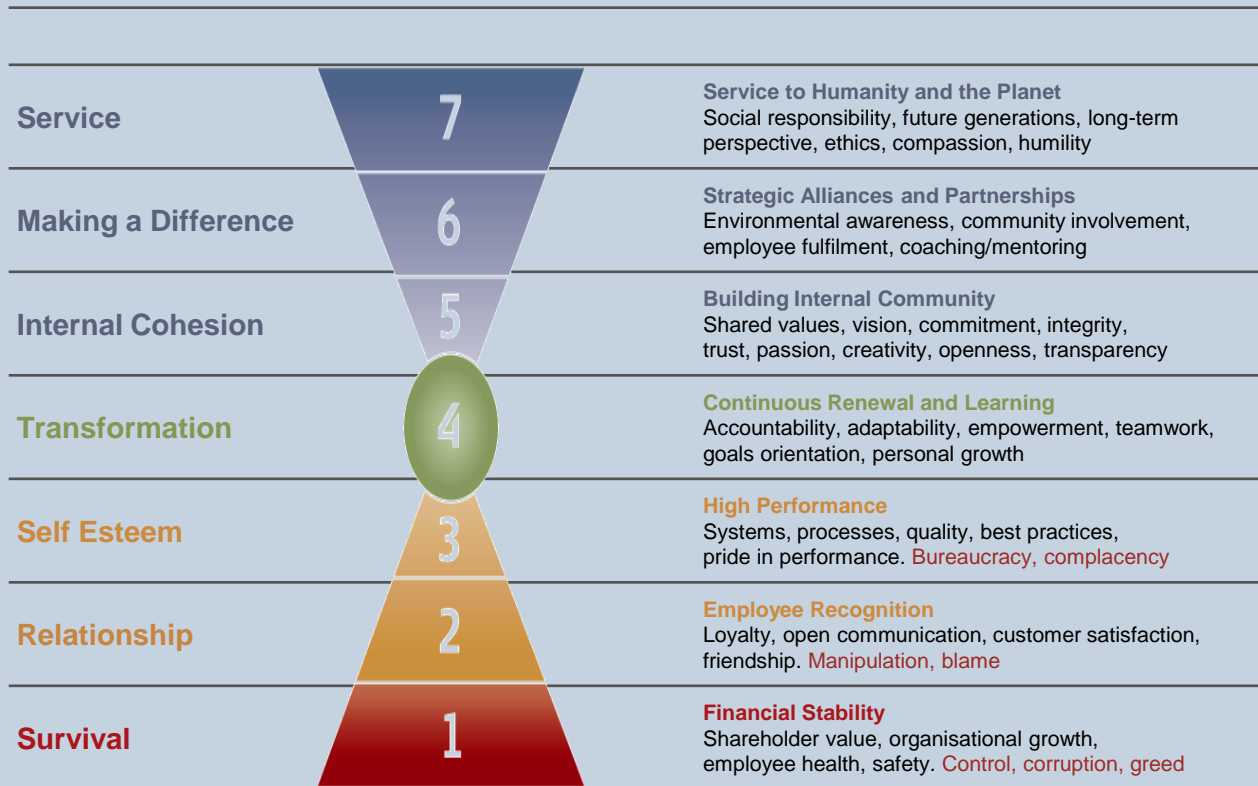 Service
7
Service to Humanity and the Planet
Social responsibility, future generations, long-term
perspective, ethics, compassion, humility
Making a Difference
6
Strategic Alliances and Partnerships
Environmental awareness, community involvement,
employee fulfilment, coaching/mentoring
Internal Cohesion
5
Building Internal Community
Shared values, vision, commitment, integrity,
trust, passion, creativity, openness, transparency
Transformation
4
Continuous Renewal and Learning
Accountability, adaptability, empowerment, teamwork,
goals orientation, personal growth
Self Esteem
3
High Performance
Systems, processes, quality, best practices,
pride in performance. Bureaucracy, complacency
Relationship
2
Employee Recognition
Loyalty, open communication, customer satisfaction,
friendship. Manipulation, blame
Survival
1
Financial Stability
Shareholder value, organisational growth,
employee health, safety. Control, corruption, greed